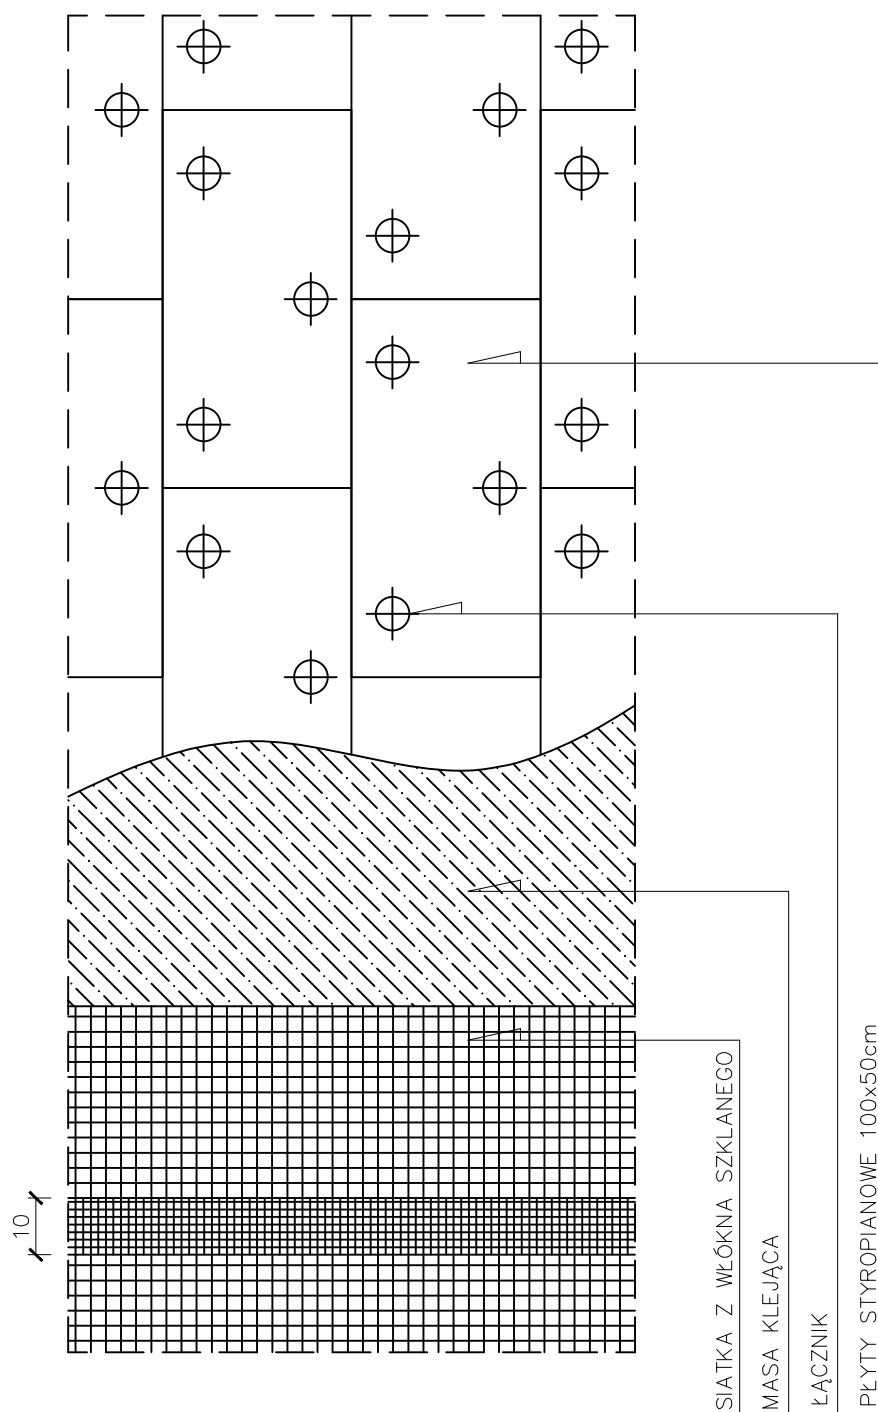 SIATKA Z WŁÓKNA SZKLANEGO
MASA KLEJĄCA
ŁĄCZNIK
PŁYTY STYROPIANOWE 100x50cm
10